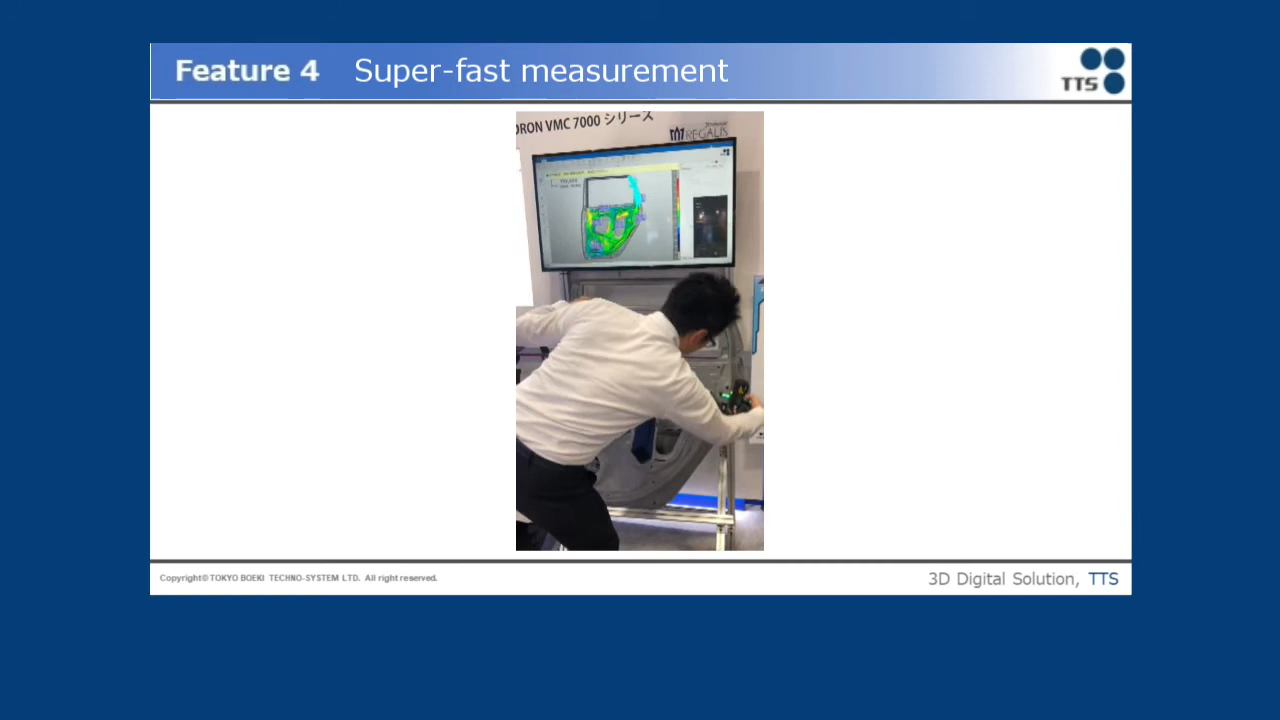 Feature 4 Super-fast measurement
TTS
ORON VMC 7000 シリーズ
REGALIS
Copyright© TOKYO BOEKI TECHNO-SYSTEM LTD. All right reserved.
3D Digital Solution, TTS